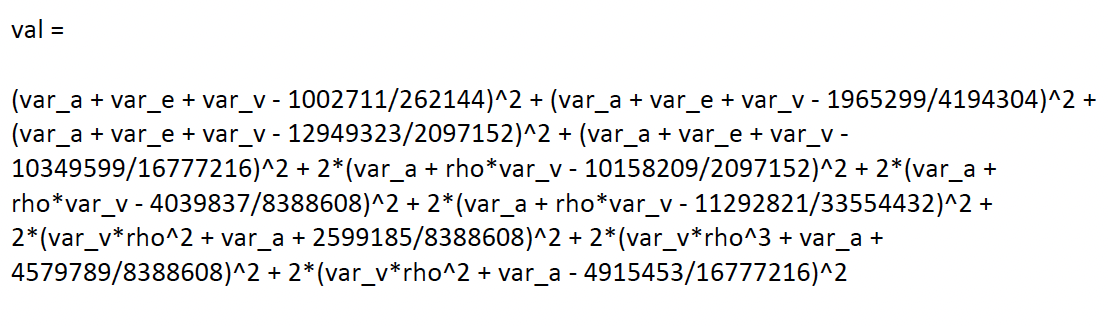 val =
(var_a + var_e + var_v - 1002711/262144)^2 + (var_a + var_e + var_v - 1965299/4194304)^2 +
(var_a + var_e + var_v - 12949323/2097152)^2 + (var_a + var_e + var_v -
10349599/16777216)^2 + 2*(var_a + rho*var_v - 10158209/2097152)^2 + 2*(var_a +
rho*var_v - 4039837/8388608)^2 + 2*(var_a + rho*var_v - 11292821/33554432)^2 +
2*(var_v*rho^2 + var_a + 2599185/8388608)^2 + 2*(var_v*rho^3 + var_a +
4579789/8388608)^2 + 2*(var_v*rho^2 + var_a - 4915453/16777216)^2